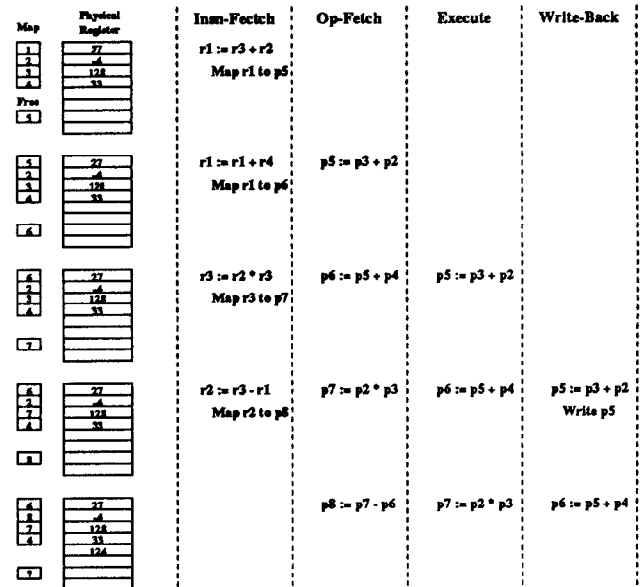 Map
Physical Register
Insn-Fectch
Op-Fetch
Execute
Write-Back
1
2
3
4
Free
5
27
-4
128
33
r1 := r3 + r2
Map r1 to p5
5
2
3
4
6
27
-4
128
33
r1 := r1 + r4
Map r1 to p6
p5 := p3 + p2
6
2
3
4
7
27
-4
128
33
r3 := r2 * r3
Map r3 to p7
p6 := p5 + p4
p5 := p3 + p2
6
2
7
4
8
27
-4
128
33
r2 := r3 - r1
Map r2 to p8
p7 := p2 * p3
p6 := p5 + p4
p5 := p3 + p2
Write p5
6
8
7
4
27
-4
128
33
124
p8 := p7 - p6
p7 := p2 * p3
p6 := p5 + p4